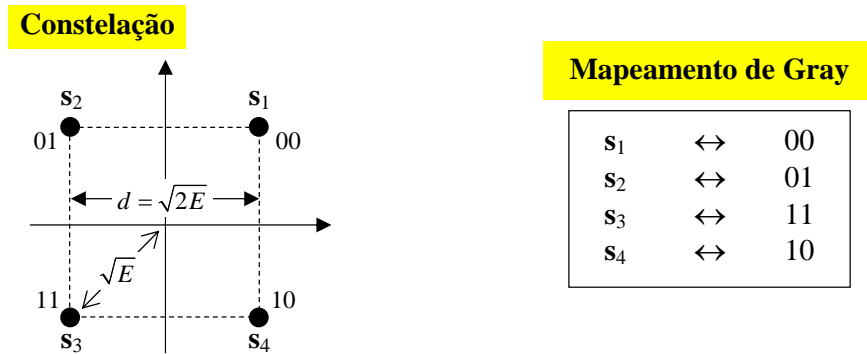 Constelação
s₂ s₁
01 00
d = √2E
√E
11 10
s₃ s₄
Mapeamento de Gray
s₁ ↔ 00
s₂ ↔ 01
s₃ ↔ 11
s₄ ↔ 10